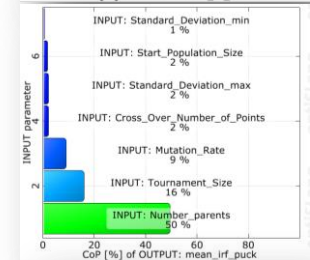 INPUT: Standard_Deviation_min
1 %
INPUT: Start_Population_Size
2 %
INPUT: Standard_Deviation_max
2 %
INPUT: Cross_Over_Number_of_Points
2 %
INPUT: Mutation_Rate
9 %
INPUT: Tournament_Size
16 %
INPUT: Number_parents
50 %
INPUT parameter
2
4
6
0
20
40
60
80
CoP [%] of OUTPUT: mean_irf_puck